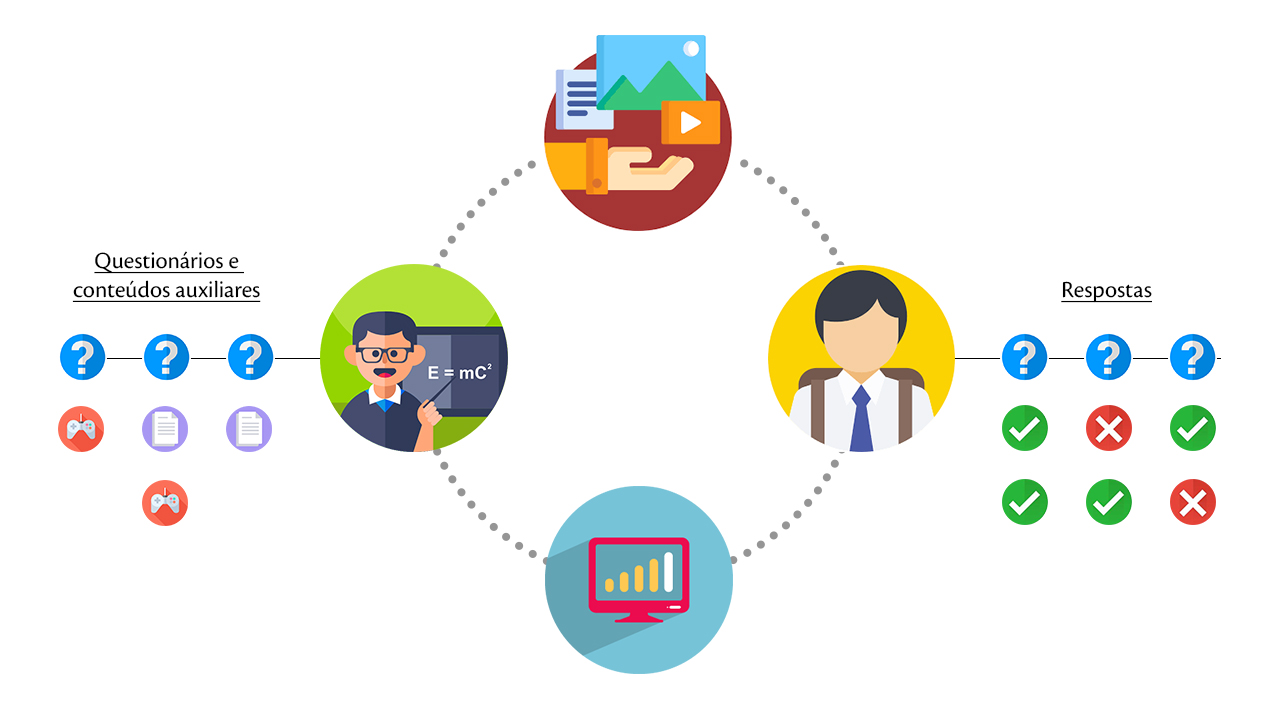 Questionários e
conteúdos auxiliares
E = mC²
Respostas